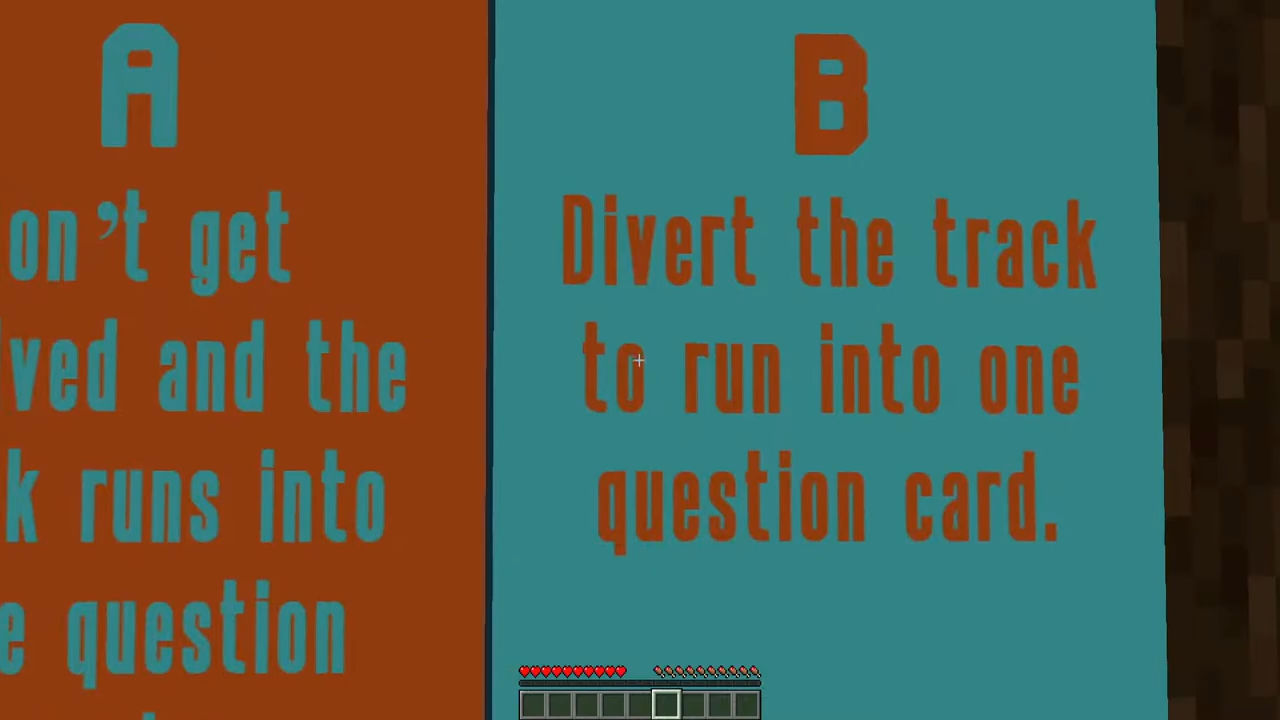 A
on't get
ved and the
k runs into
e question
B
Divert the track
to run into one
question card.